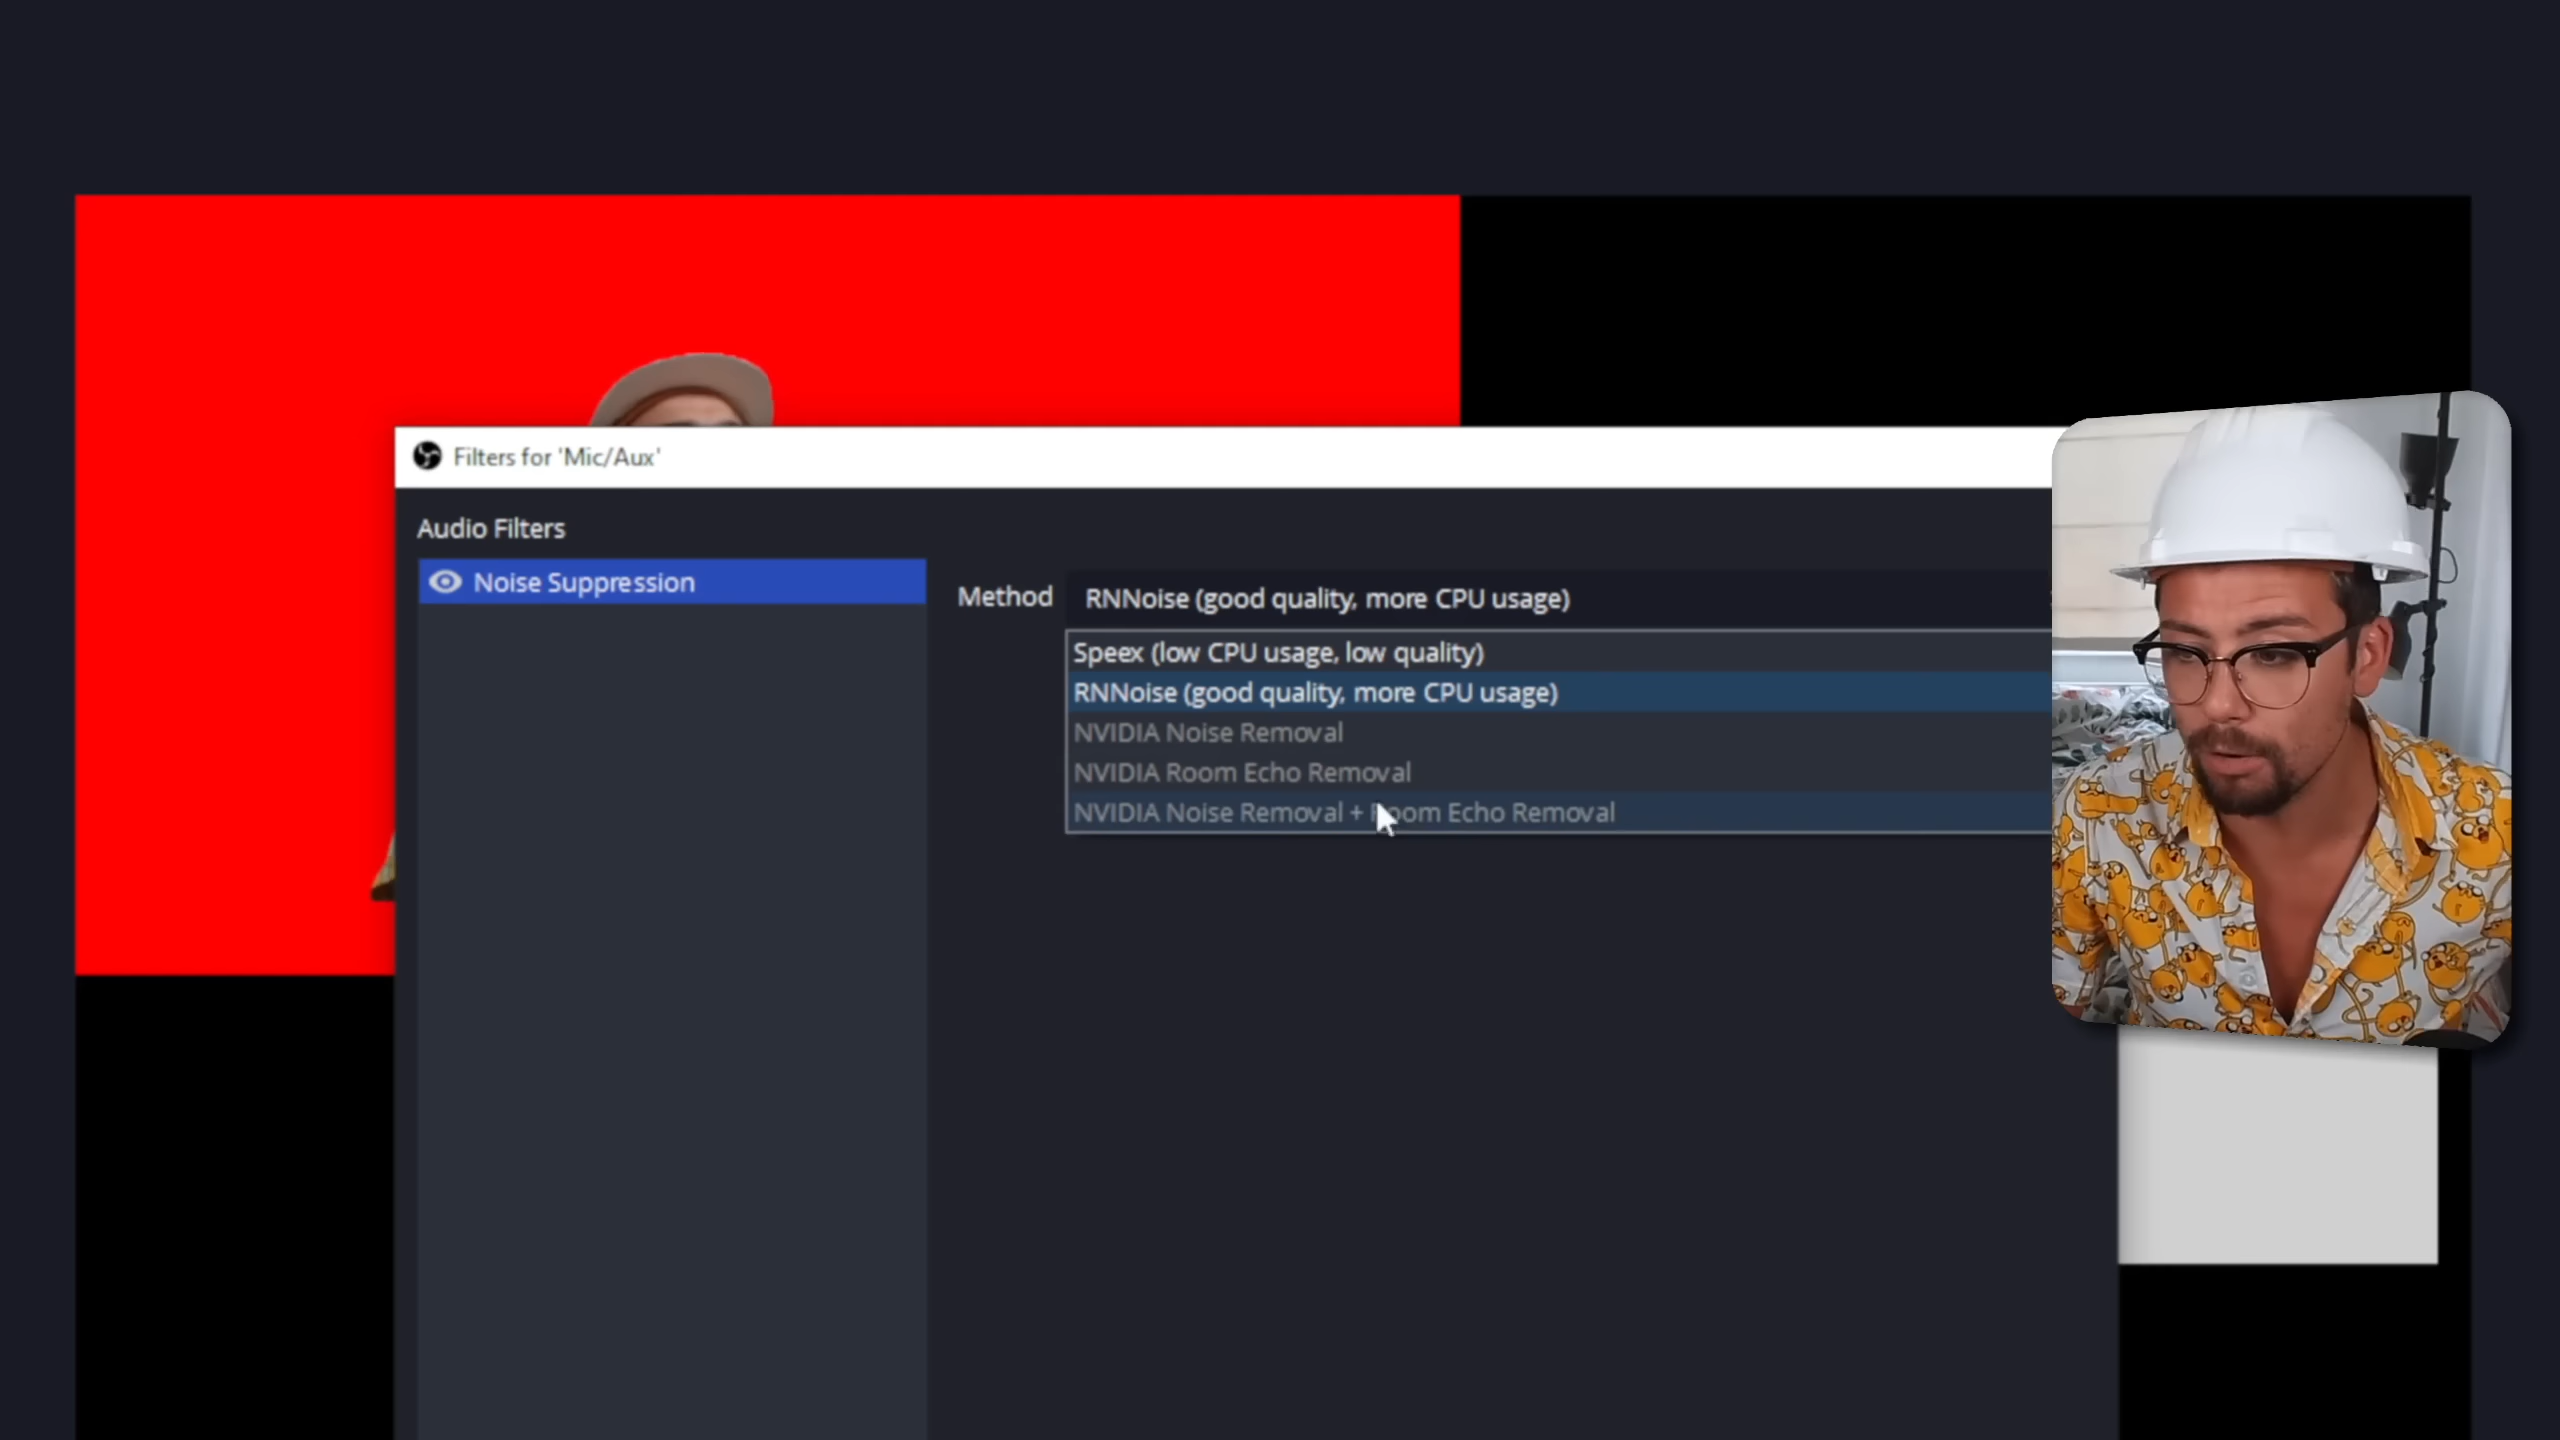 Filters for 'Mic/Aux'
Audio Filters
Noise Suppression
Method RNNoise (good quality, more CPU usage)
Speex (low CPU usage, low quality)
RNNoise (good quality, more CPU usage)
NVIDIA Noise Removal
NVIDIA Room Echo Removal
NVIDIA Noise Removal + Room Echo Removal